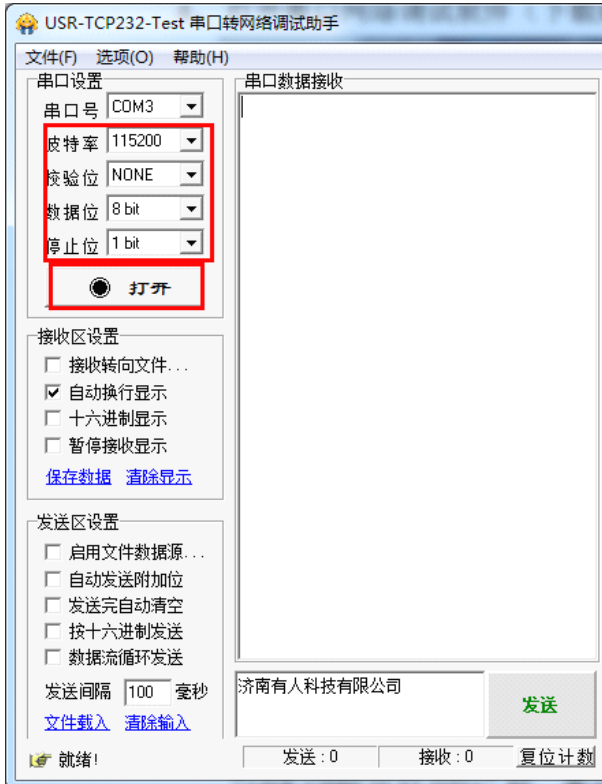 USR-TCP232-Test 串口转网络调试助手
文件(F) 选项(O) 帮助(H)
串口设置
串口号 COM3
波特率 115200
校验位 NONE
数据位 8 bit
停止位 1 bit
打开
接收区设置
接收转向文件...
自动换行显示
十六进制显示
暂停接收显示
保存数据 清除显示
发送区设置
启用文件数据源...
自动发送附加位
发送完自动清空
按十六进制发送
数据流循环发送
发送间隔 100 毫秒
文件载入 清除输入
串口数据接收
济南有人科技有限公司
发送
就绪!
发送 : 0 接收 : 0 复位计数